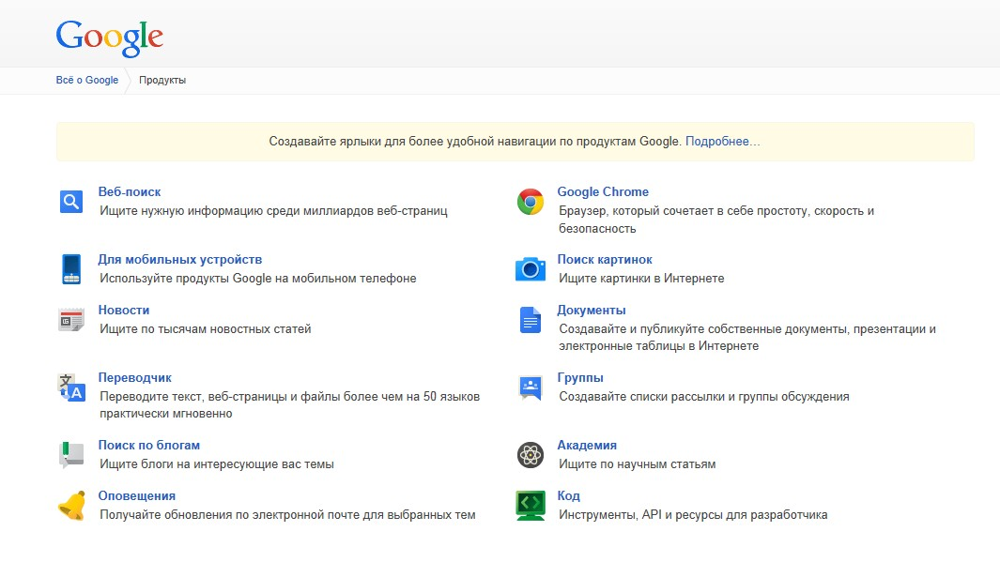 Google
Всё о Google
Продукты
Создавайте ярлыки для более удобной навигации по продуктам Google. Подробнее…
Веб-поиск
Ищите нужную информацию среди миллиардов веб-страниц
Google Chrome
Браузер, который сочетает в себе простоту, скорость и
безопасность
Для мобильных устройств
Используйте продукты Google на мобильном телефоне
Поиск картинок
Ищите картинки в Интернете
Новости
Ищите по тысячам новостных статей
Документы
Создавайте и публикуйте собственные документы, презентации и
электронные таблицы в Интернете
Переводчик
Переводите текст, веб-страницы и файлы более чем на 50 языков
практически мгновенно
Группы
Создавайте списки рассылки и группы обсуждения
Поиск по блогам
Ищите блоги на интересующие вас темы
Академия
Ищите по научным статьям
Оповещения
Получайте обновления по электронной почте для выбранных тем
Код
Инструменты, API и ресурсы для разработчика